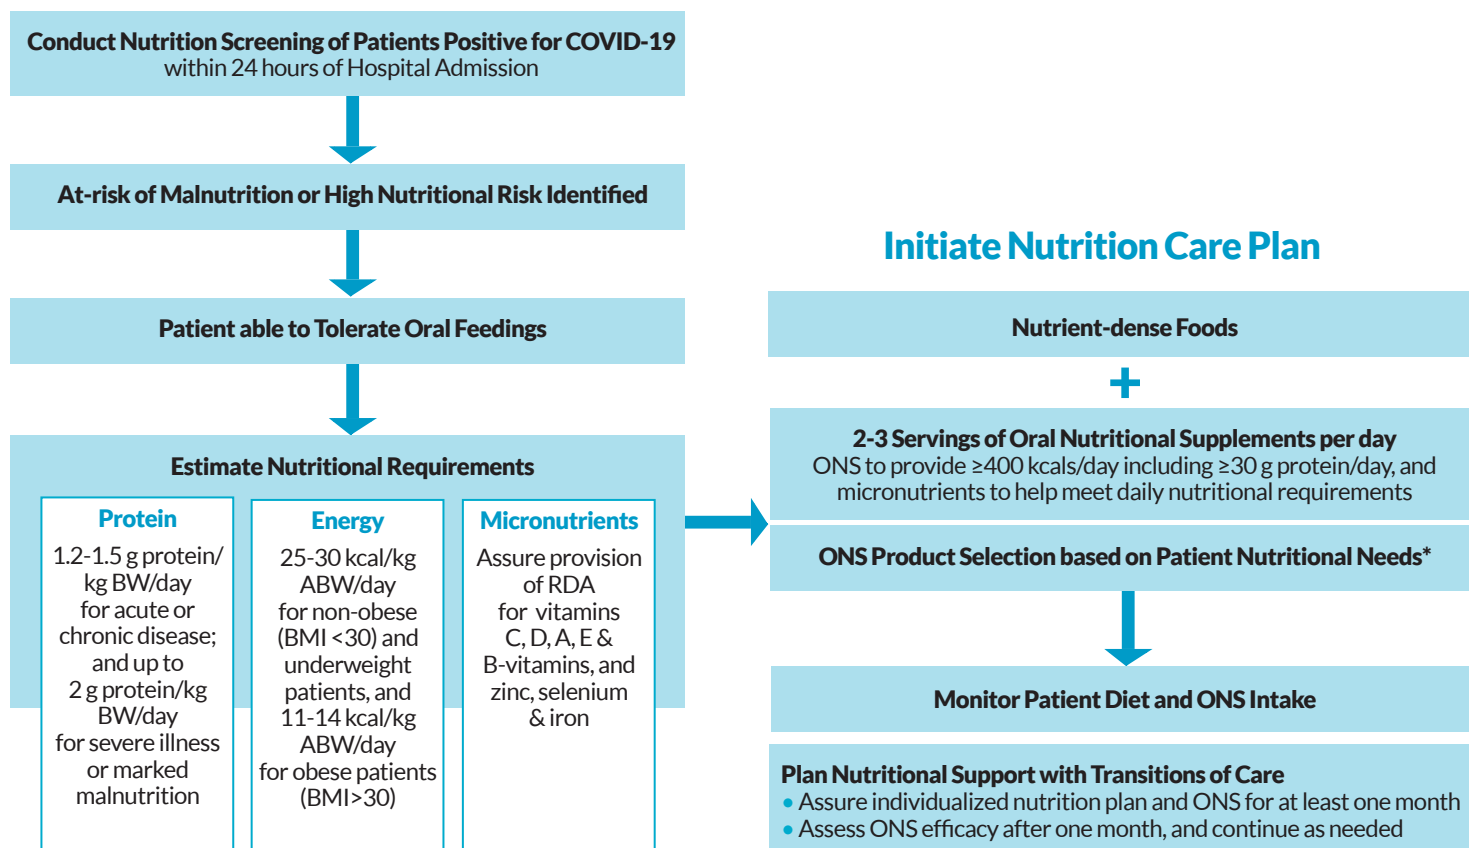 Conduct Nutrition Screening of Patients Positive for COVID-19
within 24 hours of Hospital Admission
At-risk of Malnutrition or High Nutritional Risk Identified
Patient able to Tolerate Oral Feedings
Estimate Nutritional Requirements
Protein
1.2-1.5 g protein/
kg BW/day
for acute or
chronic disease;
and up to
2 g protein/kg
BW/day
for severe illness
or marked
malnutrition
Energy
25-30 kcal/kg
ABW/day
for non-obese
(BMI <30) and
underweight
patients, and
11-14 kcal/kg
ABW/day
for obese patients
(BMI>30)
Micronutrients
Assure provision
of RDA
for vitamins
C, D, A, E &
B-vitamins, and
zinc, selenium
& iron
Initiate Nutrition Care Plan
Nutrient-dense Foods
+
2-3 Servings of Oral Nutritional Supplements per day
ONS to provide ≥400 kcals/day including ≥30 g protein/day, and
micronutrients to help meet daily nutritional requirements
ONS Product Selection based on Patient Nutritional Needs*
Monitor Patient Diet and ONS Intake
Plan Nutritional Support with Transitions of Care
• Assure individualized nutrition plan and ONS for at least one month
• Assess ONS efficacy after one month, and continue as needed